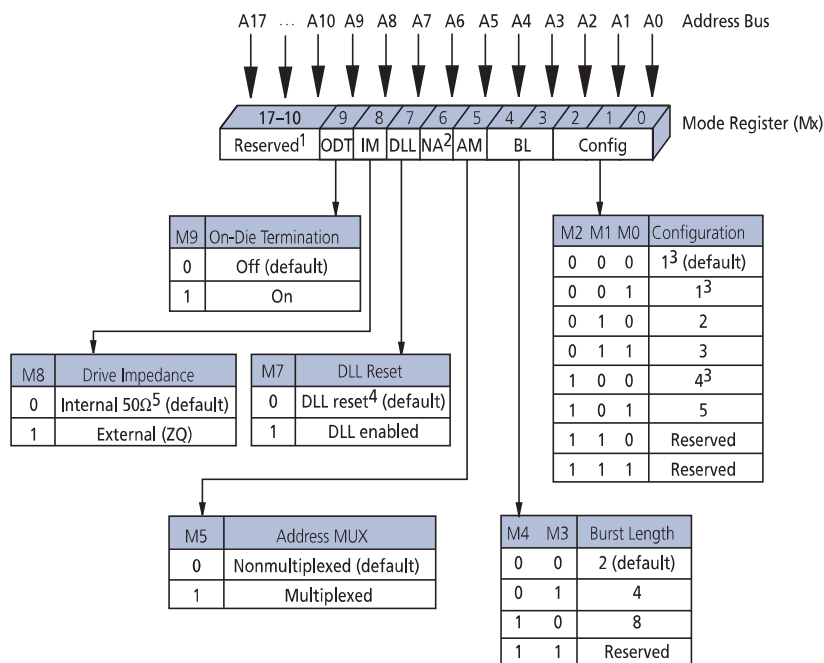 A17 ... A10 A9 A8 A7 A6 A5 A4 A3 A2 A1 A0 Address Bus
17–10 9 8 7 6 5 4 3 2 1 0 Mode Register (Mx)
Reserved1 ODT IM DLL NA2 AM BL Config
M9 On-Die Termination
0 Off (default)
1 On
M2 M1 M0 Configuration
0 0 0 1³ (default)
0 0 1 1³
0 1 0 2
0 1 1 3
1 0 0 4³
1 0 1 5
1 1 0 Reserved
1 1 1 Reserved
M8 Drive Impedance
0 Internal 50Ω⁵ (default)
1 External (ZQ)
M7 DLL Reset
0 DLL reset⁴ (default)
1 DLL enabled
M5 Address MUX
0 Nonmultiplexed (default)
1 Multiplexed
M4 M3 Burst Length
0 0 2 (default)
0 1 4
1 0 8
1 1 Reserved